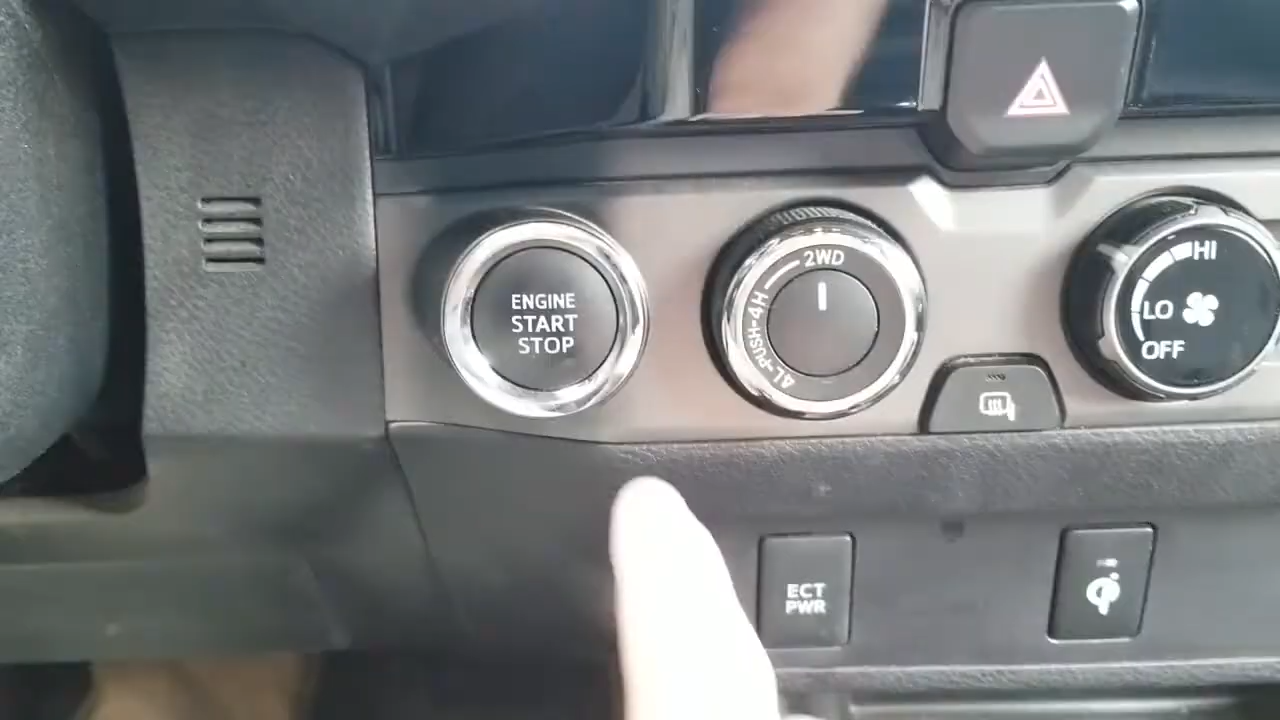 ENGINE
START
STOP
2WD
4L-PUSH-4H
HI
LO
OFF
ECT
PWR